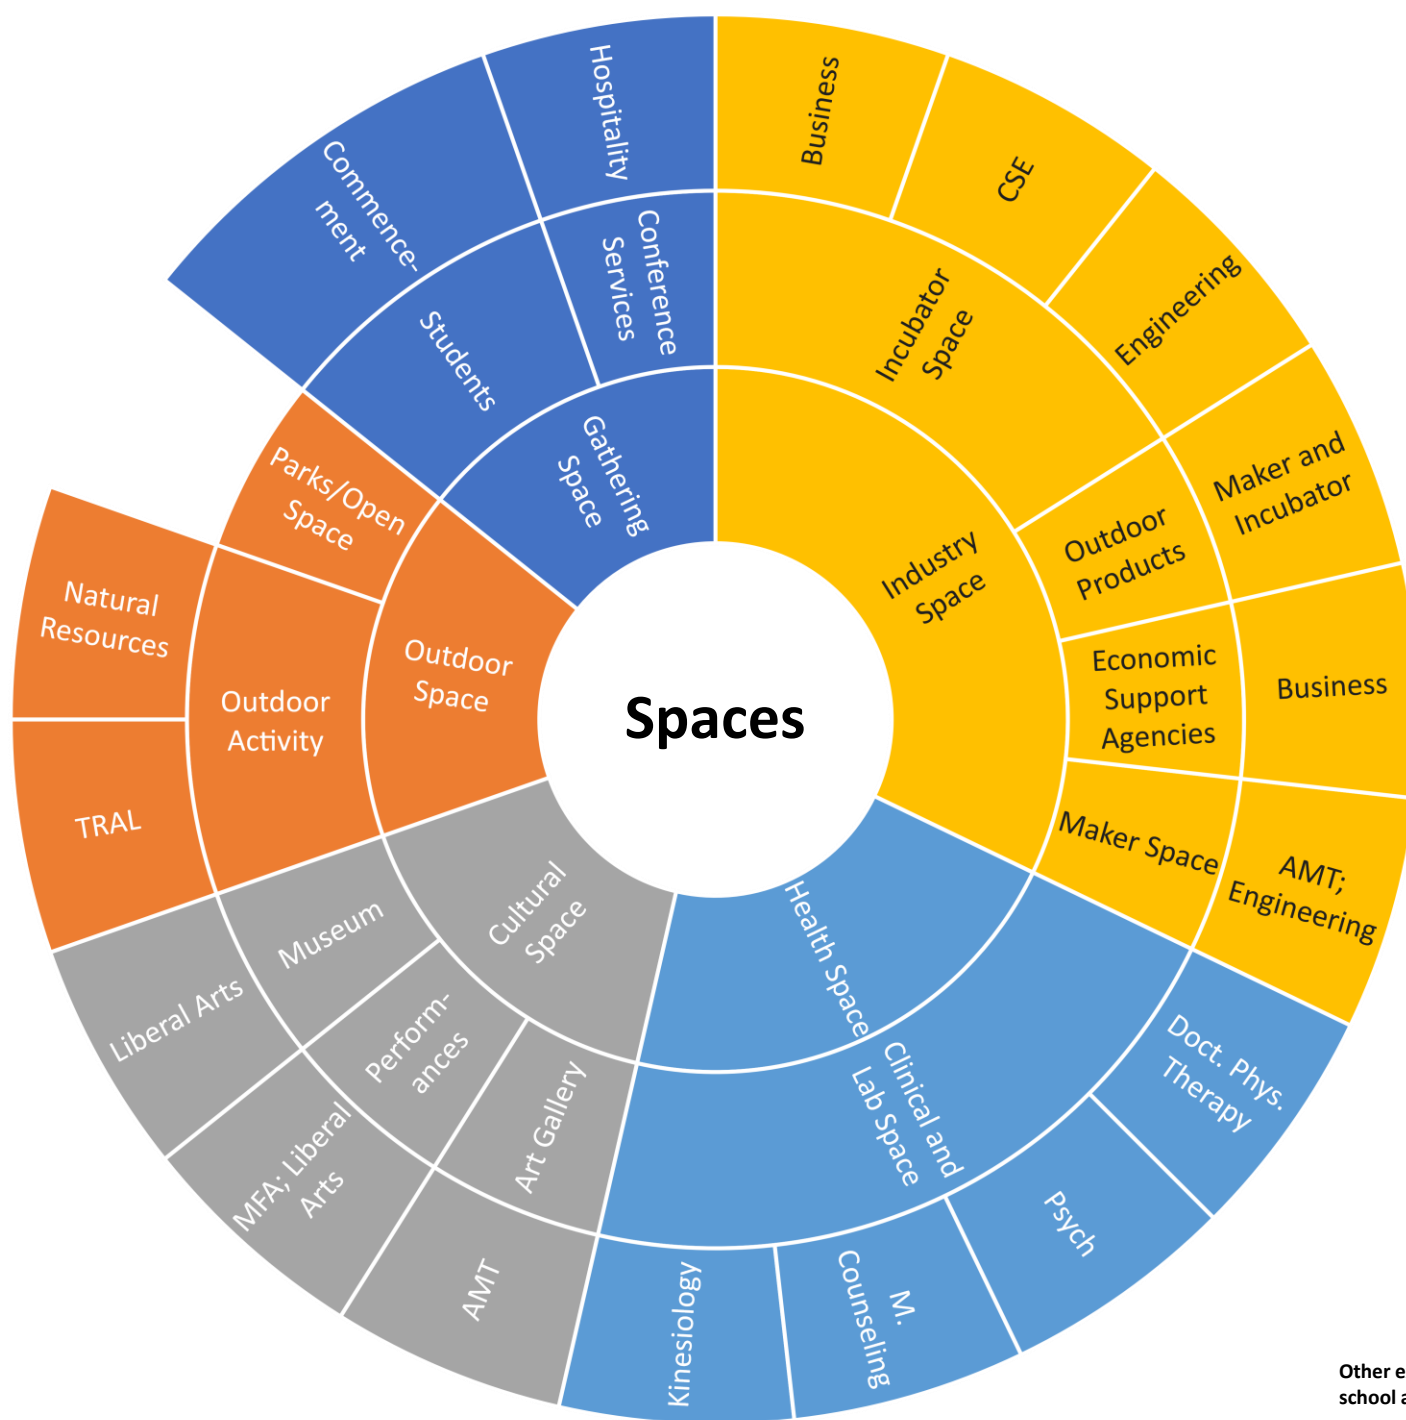 Spaces
Industry
Space
Incubator
Space
Business
CSE
Engineering
Outdoor
Products
Maker and
Incubator
Economic
Support
Agencies
Business
Maker Space
AMT;
Engineering
Health Space
Clinical and
Lab Space
Doct. Phys.
Therapy
Psych
M.
Counseling
Kinesiology
Cultural
Space
Art Gallery
AMT
Perform-
ances
MFA; Liberal
Arts
Museum
Liberal Arts
Outdoor
Space
Outdoor
Activity
TRAL
Natural
Resources
Parks/Open
Space
Gathering
Space
Students
Commence-
ment
Conference
Services
Hospitality
Other
school